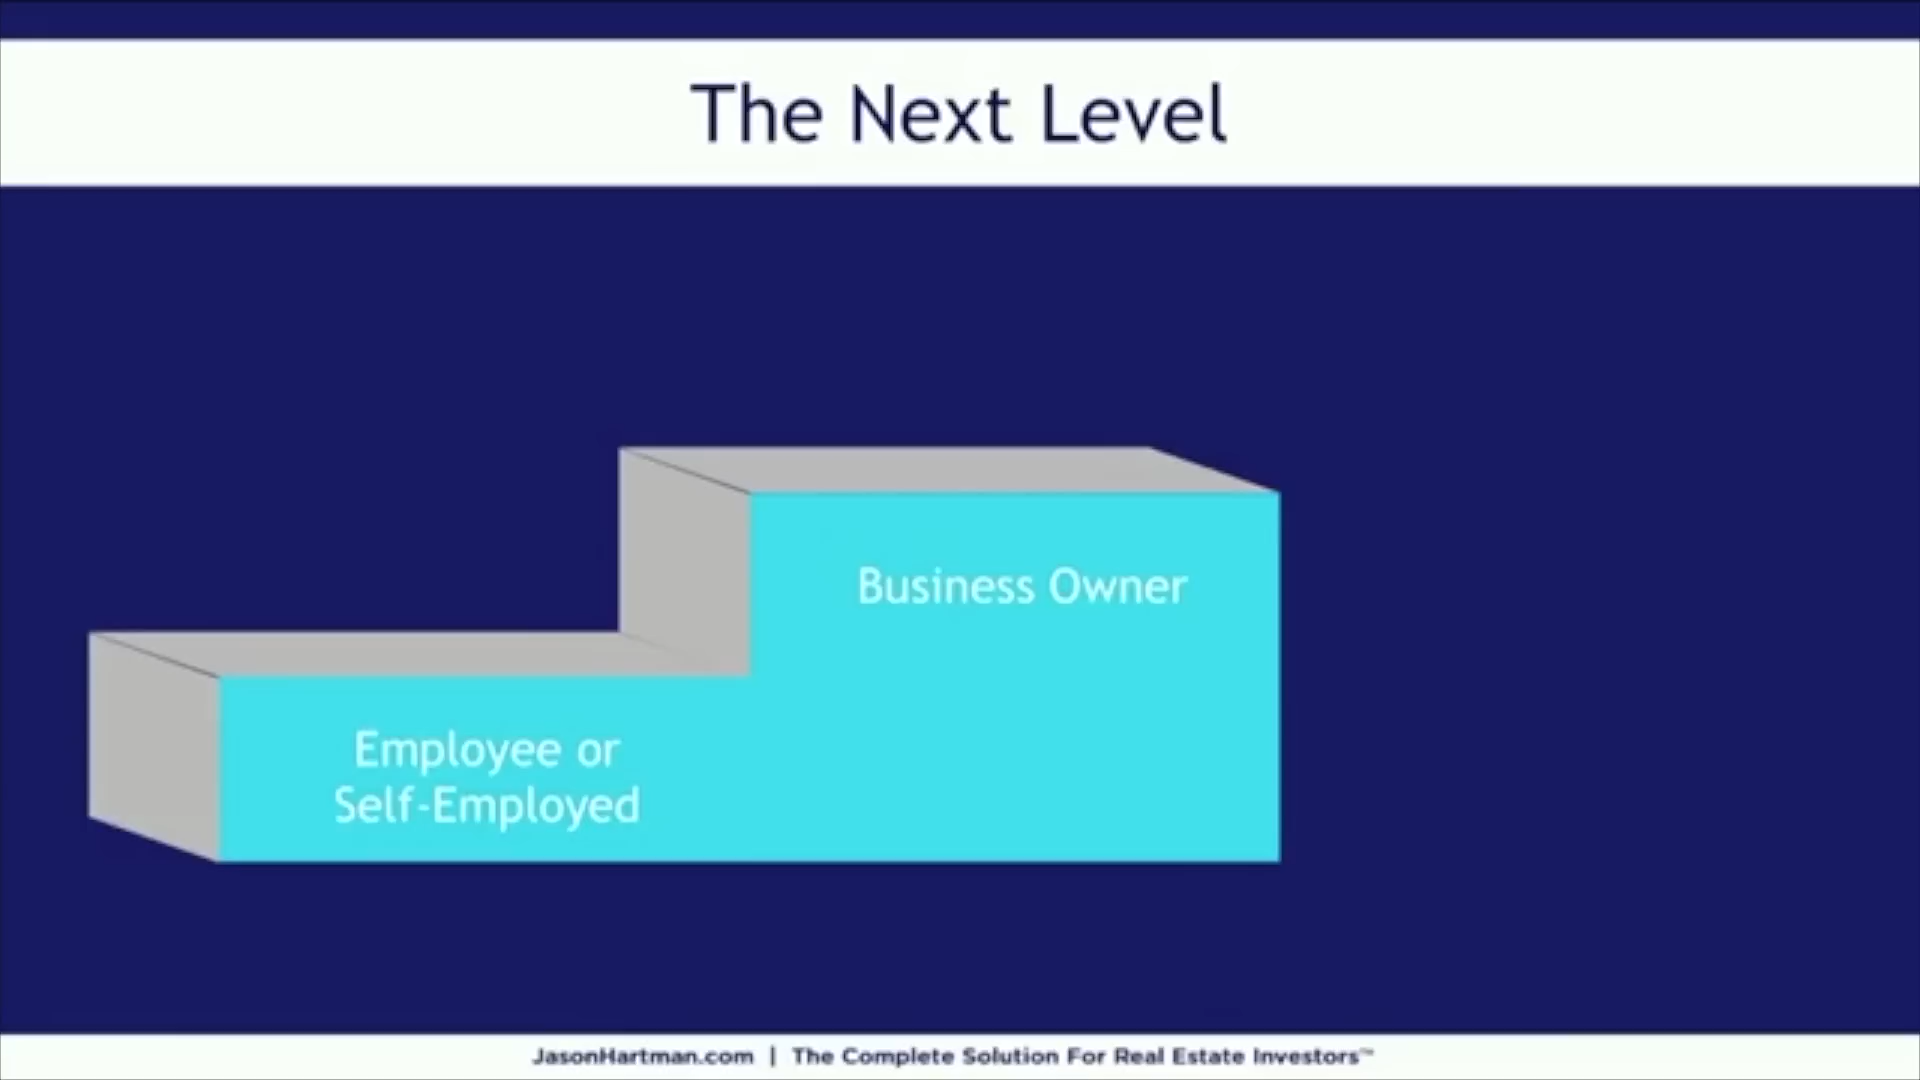 The Next Level
Business Owner
Employee or
Self-Employed
JasonHartman.com | The Complete Solution For Real Estate Investors™